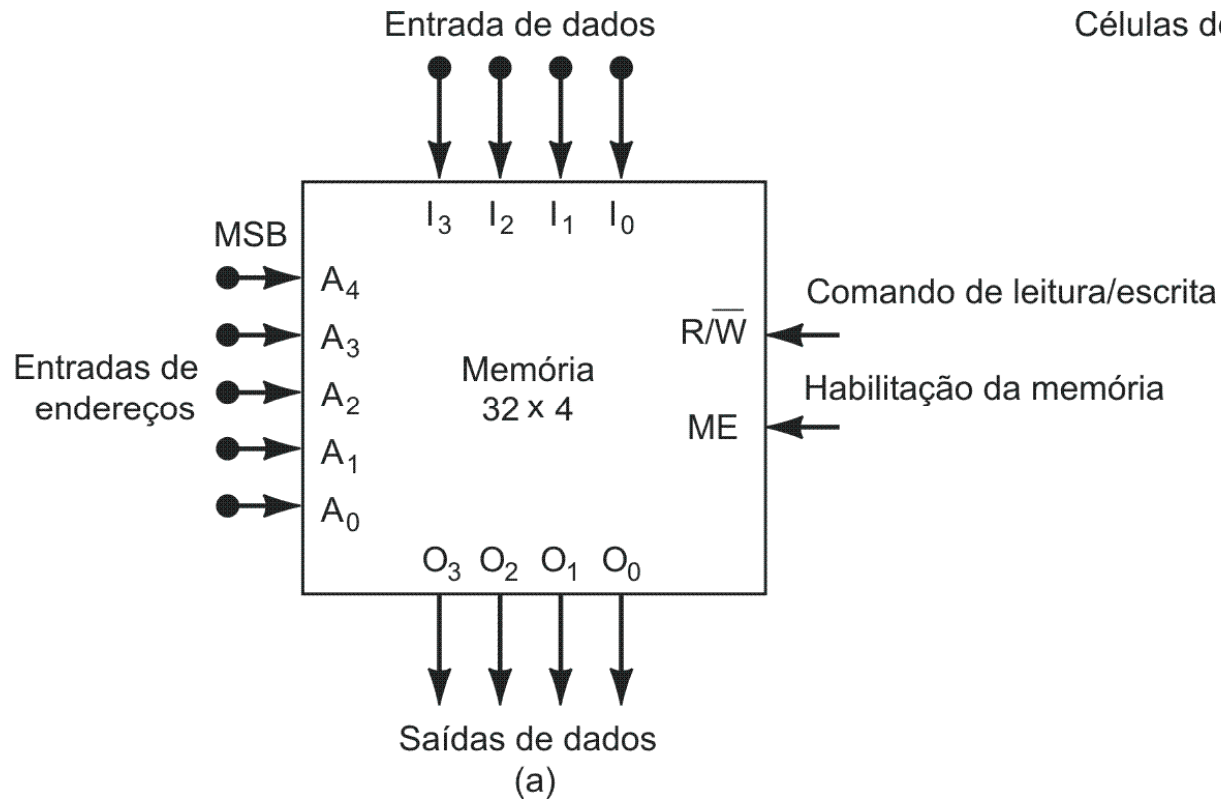 Entrada de dados
Células d
I3 I2 I1 I0
MSB
A4
Comando de leitura/escrita
A3
R/W̅
Entradas de
endereços
Memória
32 x 4
Habilitação da memória
A2
ME
A1
A0
O3 O2 O1 O0
Saídas de dados
(a)